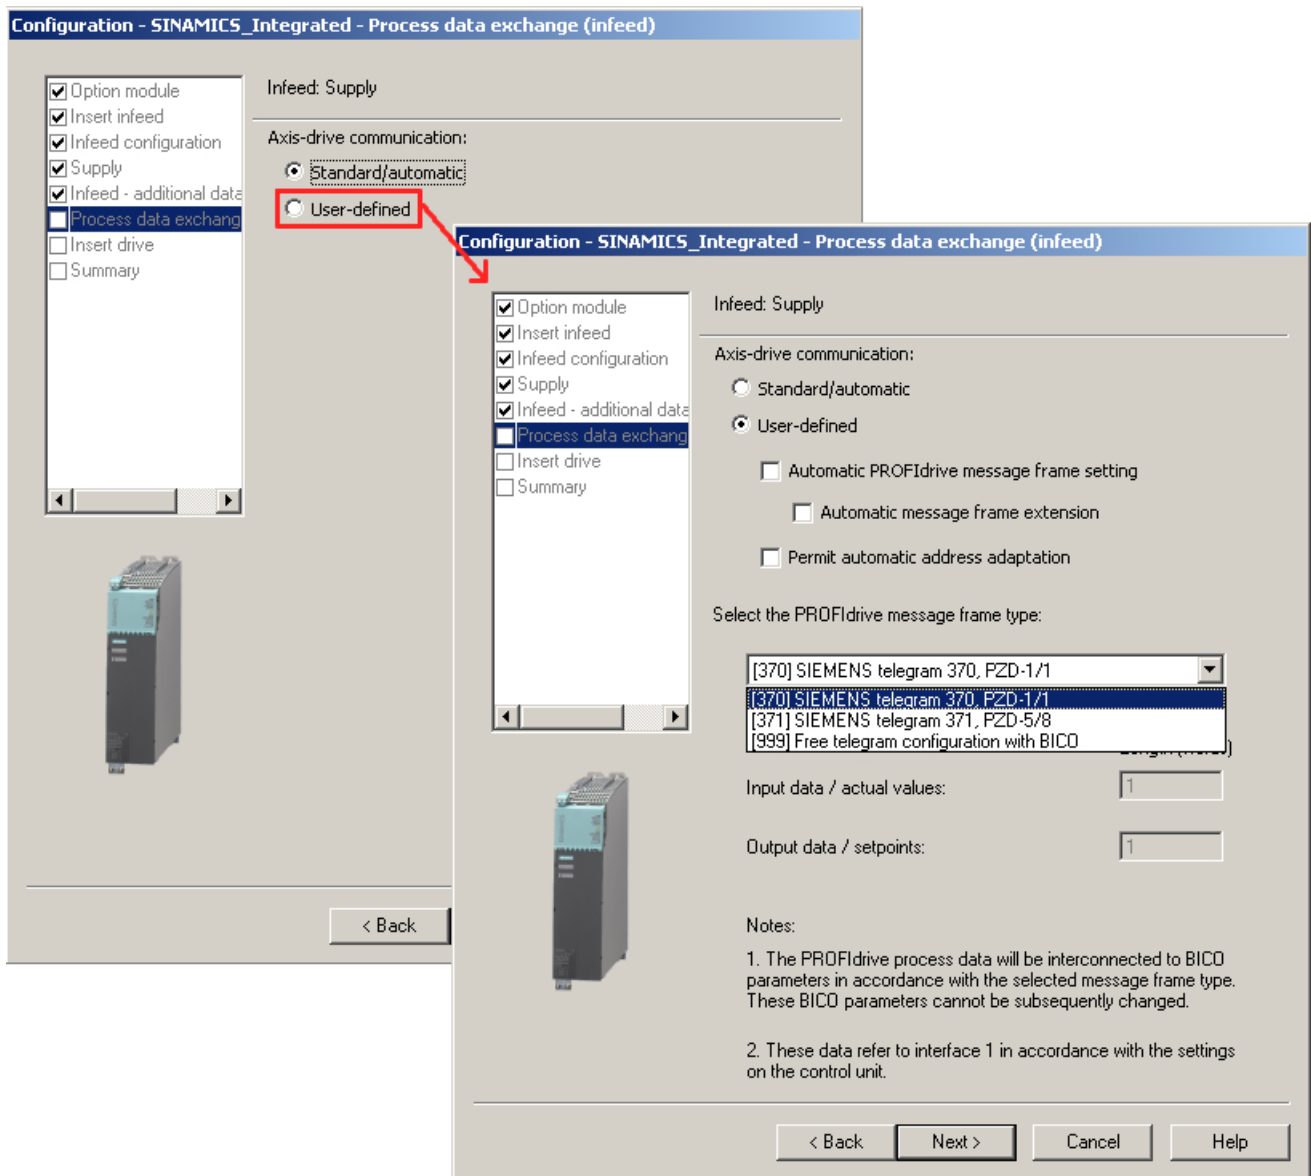 Configuration - SINAMICS_Integrated - Process data exchange (infeed)
Option module
Insert infeed
Infeed configuration
Supply
Infeed - additional data
Process data exchang
Insert drive
Summary
Infeed: Supply
Axis-drive communication:
Standard/automatic
User-defined
< Back
Configuration - SINAMICS_Integrated - Process data exchange (infeed)
Option module
Insert infeed
Infeed configuration
Supply
Infeed - additional data
Process data exchang
Insert drive
Summary
Infeed: Supply
Axis-drive communication:
Standard/automatic
User-defined
Automatic PROFIdrive message frame setting
Automatic message frame extension
Permit automatic address adaptation
Select the PROFIdrive message frame type:
[370] SIEMENS telegram 370, PZD-1/1
[370] SIEMENS telegram 370, PZD-1/1
[371] SIEMENS telegram 371, PZD-5/8
[999] Free telegram configuration with BICO
Input data / actual values:
1
Output data / setpoints:
1
Notes:
1. The PROFIdrive process data will be interconnected to BICO
parameters in accordance with the selected message frame type.
These BICO parameters cannot be subsequently changed.
2. These data refer to interface 1 in accordance with the settings
on the control unit.
< Back
Next >
Cancel
Help